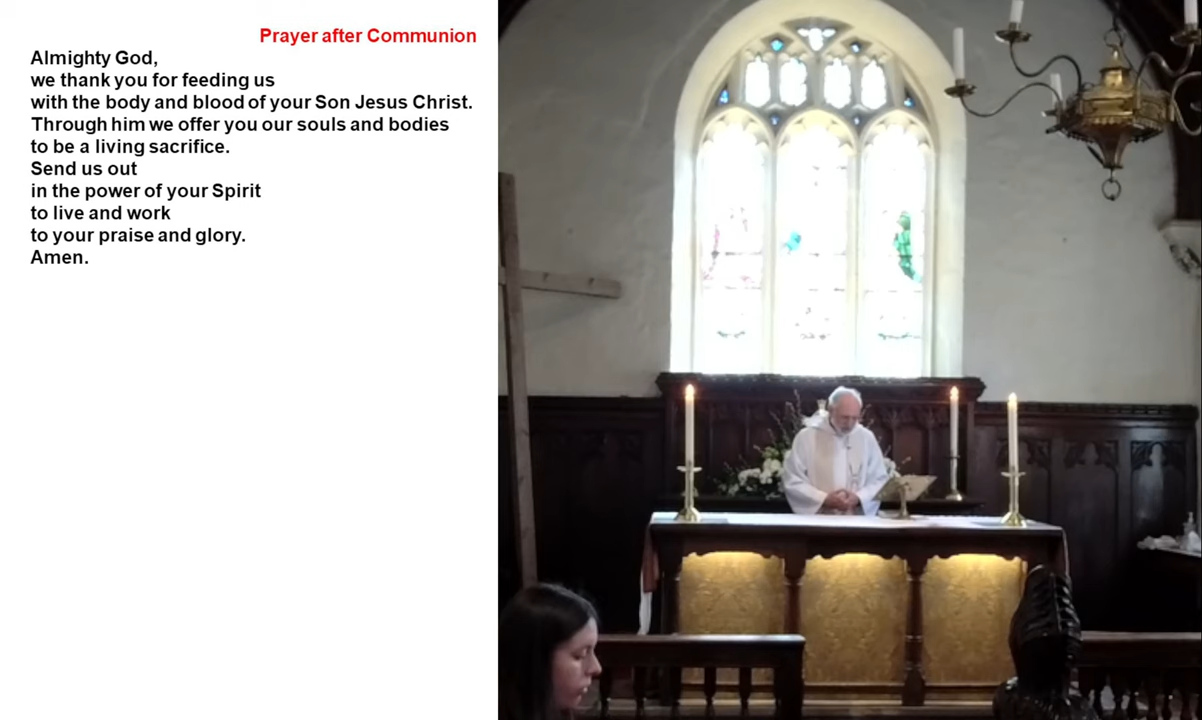 Prayer after Communion
Almighty God,
we thank you for feeding us
with the body and blood of your Son Jesus Christ.
Through him we offer you our souls and bodies
to be a living sacrifice.
Send us out
in the power of your Spirit
to live and work
to your praise and glory.
Amen.